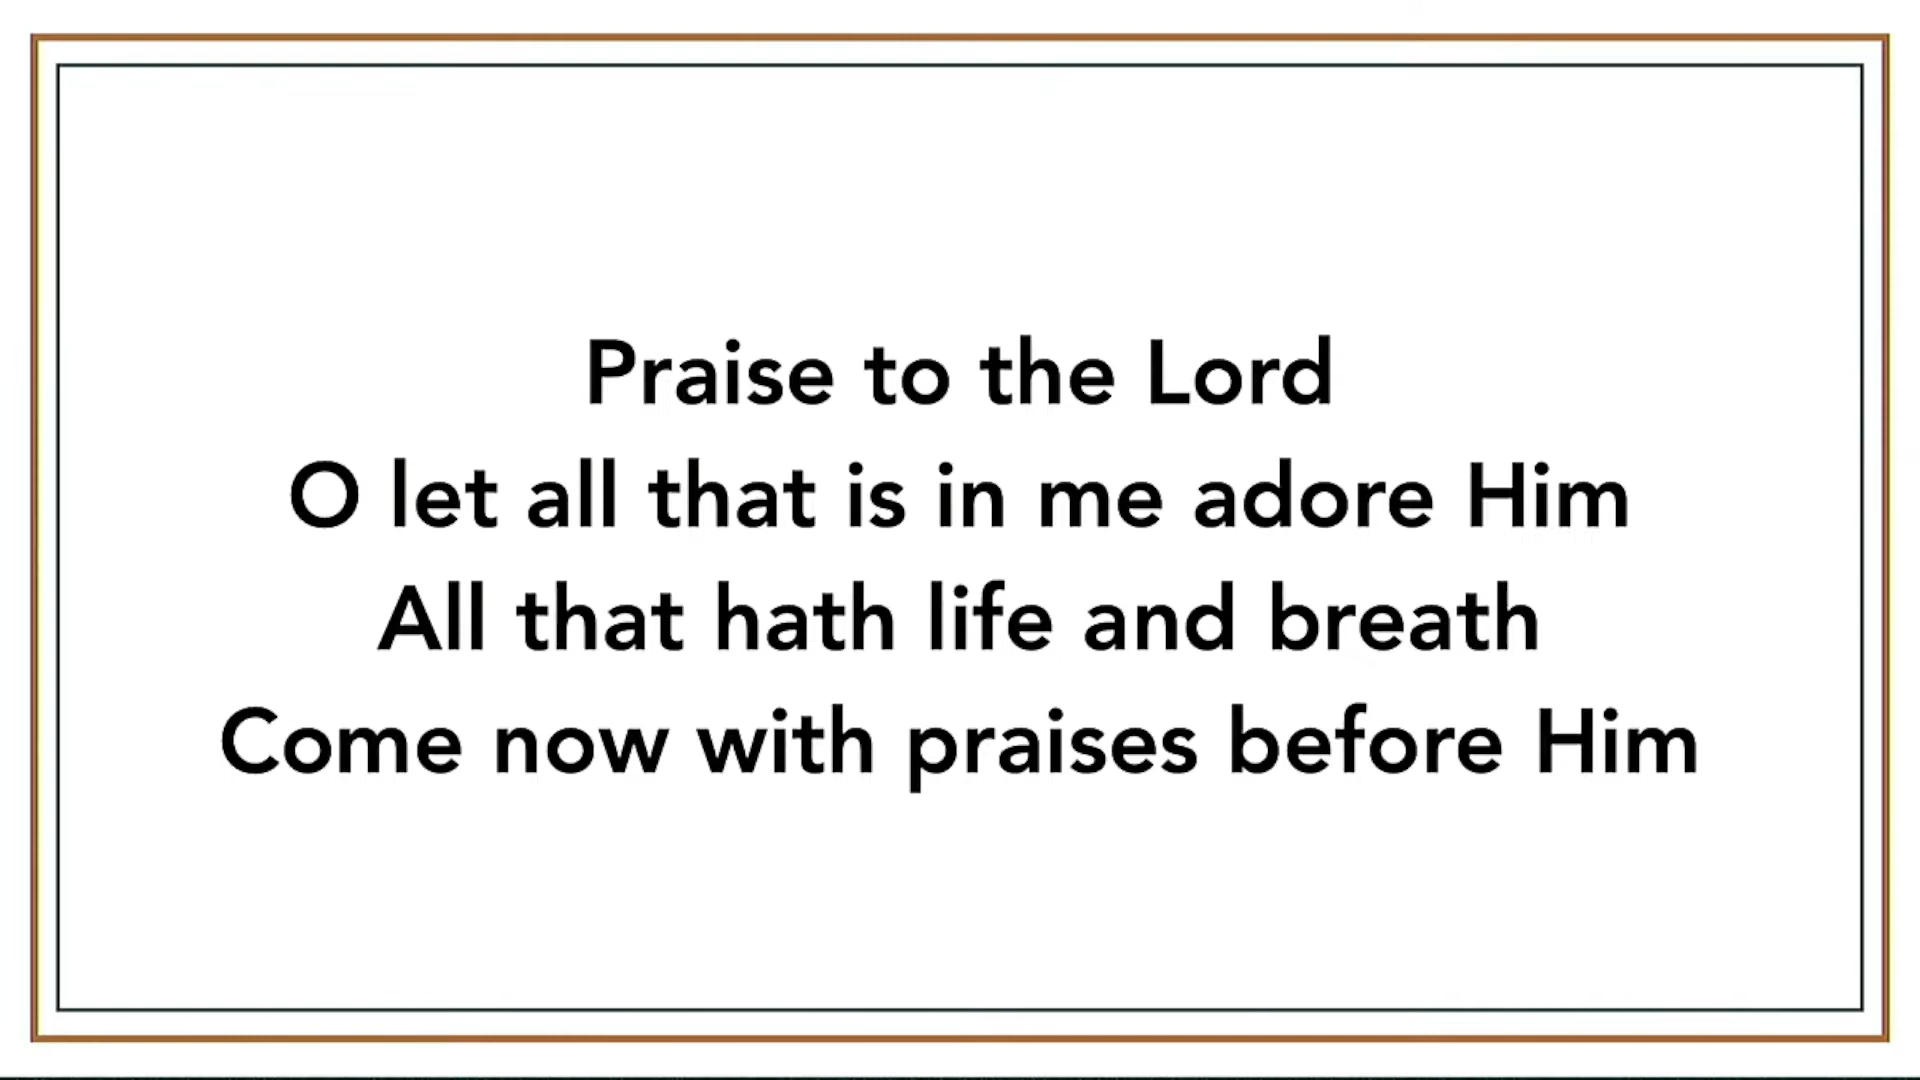 Praise to the Lord
O let all that is in me adore Him
All that hath life and breath
Come now with praises before Him